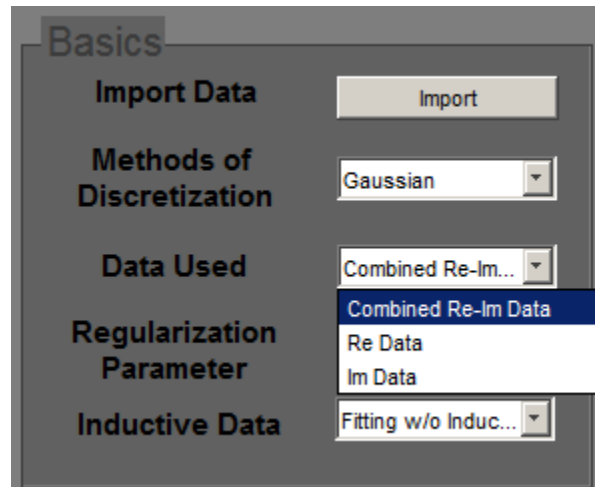 Basics
Import Data
Import
Methods of
Discretization
Gaussian
Data Used
Combined Re-Im...
Combined Re-Im Data
Re Data
Im Data
Regularization
Parameter
Inductive Data
Fitting w/o Induc...